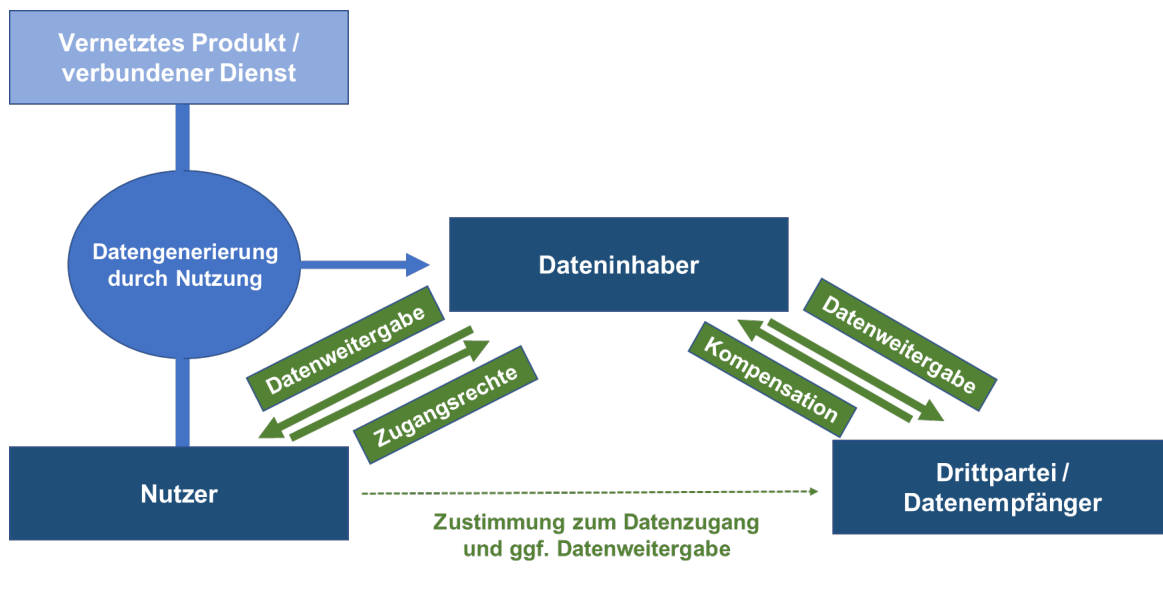 Vernetztes Produkt /
verbundener Dienst
Datengenerierung
durch Nutzung
Dateninhaber
Datenweitergabe
Zugangsrechte
Datenweitergabe
Kompensation
Nutzer
Zustimmung zum Datenzugang
und ggf. Datenweitergabe
Drittpartei /
Datenempfänger